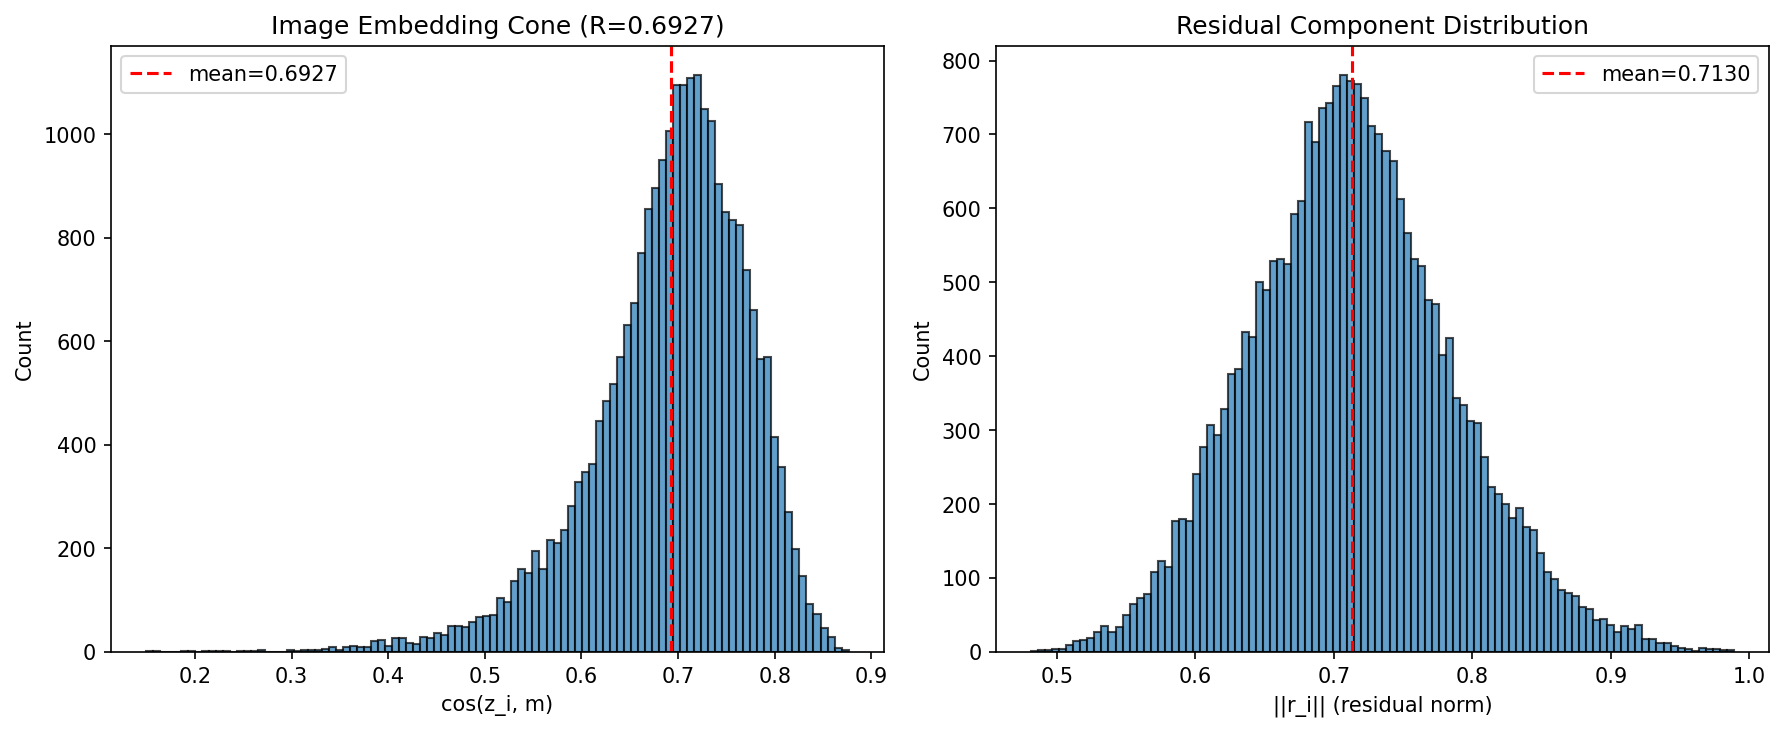 Image Embedding Cone (R=0.6927)
mean=0.6927
Count
1000
800
600
400
200
0
0.2 0.3 0.4 0.5 0.6 0.7 0.8 0.9
cos(z_i, m)
Residual Component Distribution
mean=0.7130
Count
800
700
600
500
400
300
200
100
0
0.5 0.6 0.7 0.8 0.9 1.0
||r_i|| (residual norm)